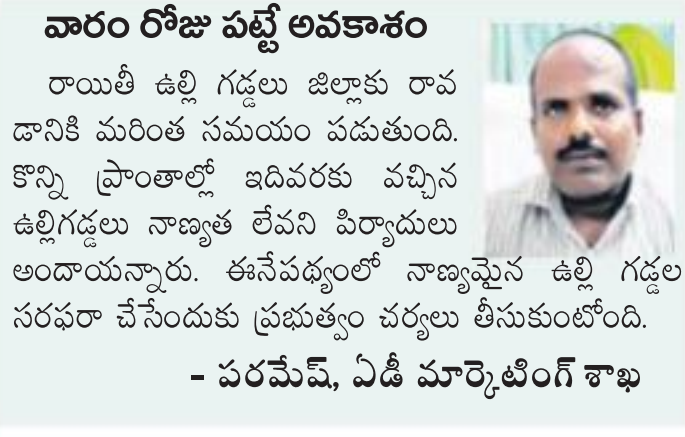 వారం రోజు పట్టే అవకాశం
రాయితీ ఉల్లి గడ్డలు జిల్లాకు రావ
డానికి మరింత సమయం పడుతుంది.
కొన్ని ప్రాంతాల్లో ఇదివరకు వచ్చిన
ఉల్లిగడ్డలు నాణ్యత లేవని పిర్యాదులు
అందాయన్నారు. ఈనేపథ్యంలో నాణ్యమైన ఉల్లి గడ్డల
సరఫరా చేసేందుకు ప్రభుత్వం చర్యలు తీసుకుంటోంది.
- పరమేష్, ఏడీ మార్కెటింగ్ శాఖ